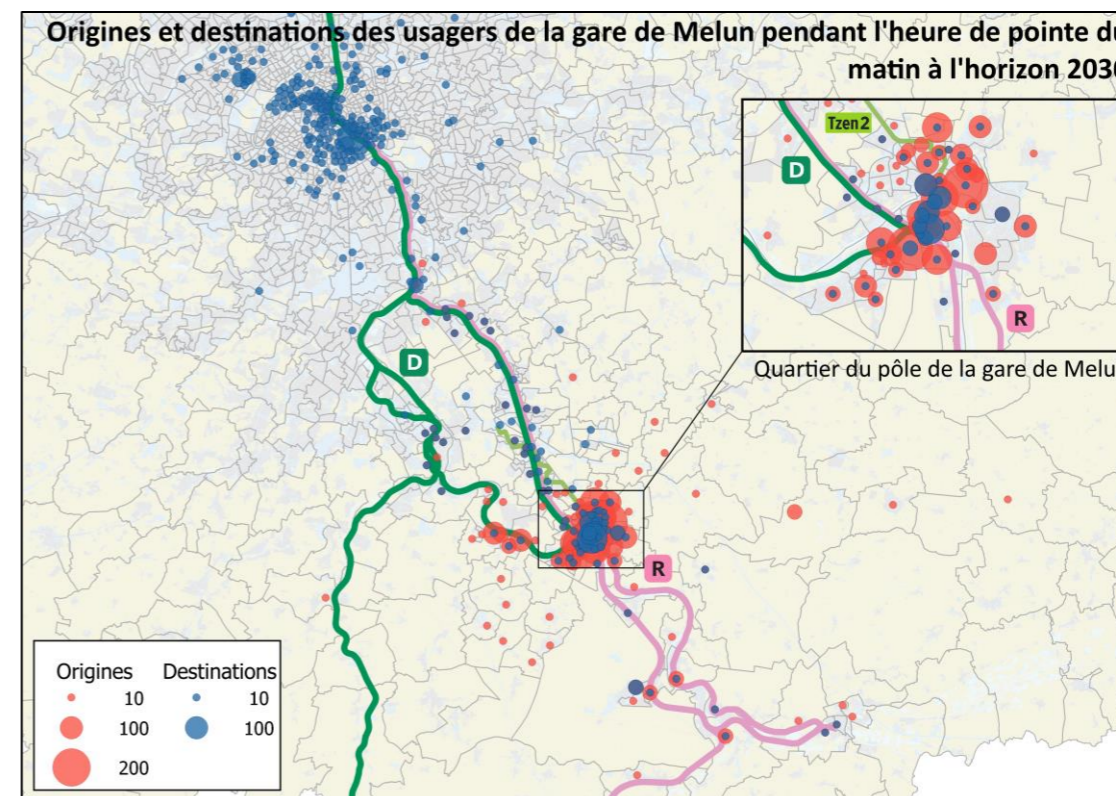 Origines et destinations des usagers de la gare de Melun pendant l'heure de pointe du
matin à l'horizon 2030
Tzen 2
D
R
Quartier du pôle de la gare de Melu
D
R
Origines Destinations
10 10
100 100
200